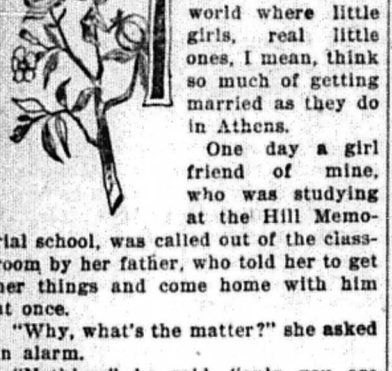 world where little
girls, real little
ones, I mean, think
so much of getting
married as they do
in Athens.
One day a girl
friend of mine,
who was studying
at the Hill Memo-
rial school, was called out of the class-
room by her father, who told her to get
her things and come home with him
at once.
"Why, what's the matter?" she asked
in alarm.